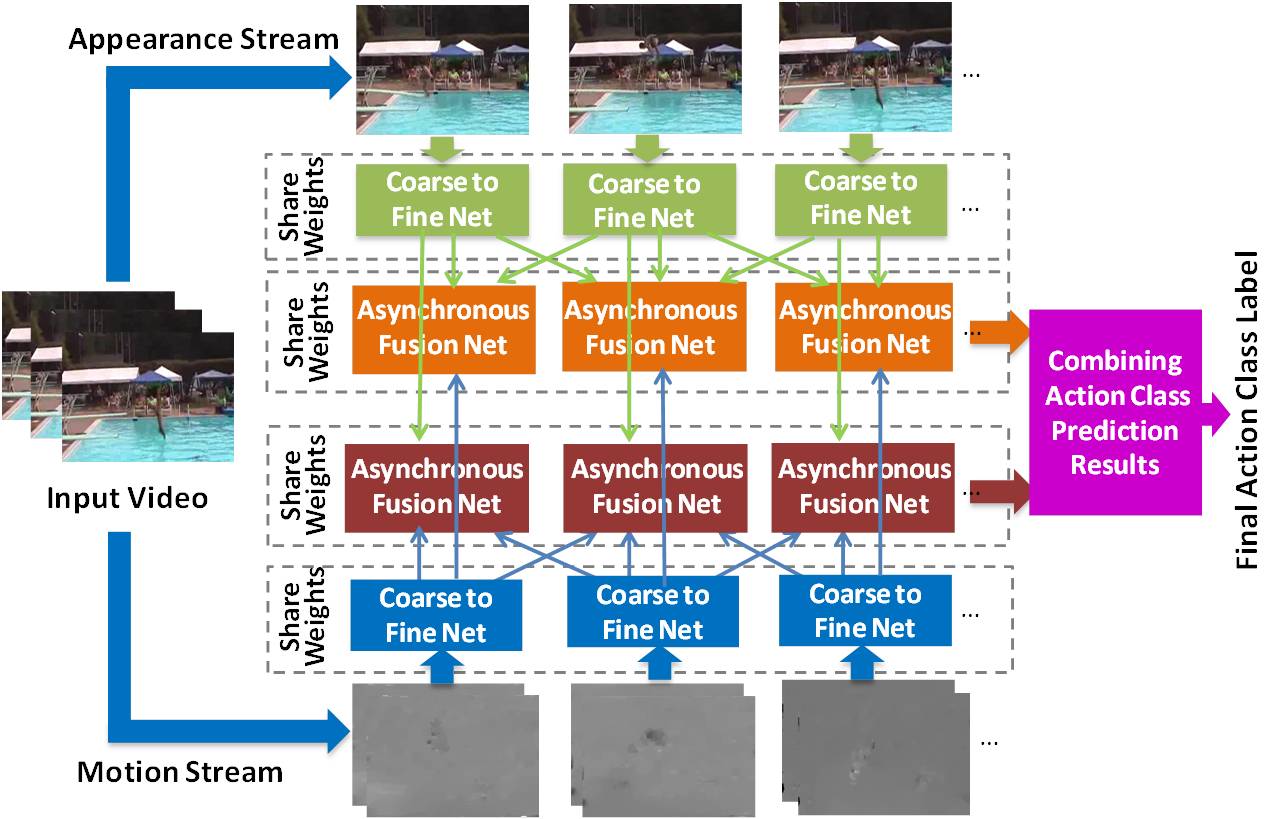 Appearance Stream
...
Share
Weights
Coarse to
Fine Net
Coarse to
Fine Net
Coarse to
Fine Net
...
Share
Weights
Asynchronous
Fusion Net
Asynchronous
Fusion Net
Asynchronous
Fusion Net
...
Combining
Action Class
Prediction
Results
Final Action Class Label
Input Video
Share
Weights
Asynchronous
Fusion Net
Asynchronous
Fusion Net
Asynchronous
Fusion Net
...
Share
Weights
Coarse to
Fine Net
Coarse to
Fine Net
Coarse to
Fine Net
...
Motion Stream
...